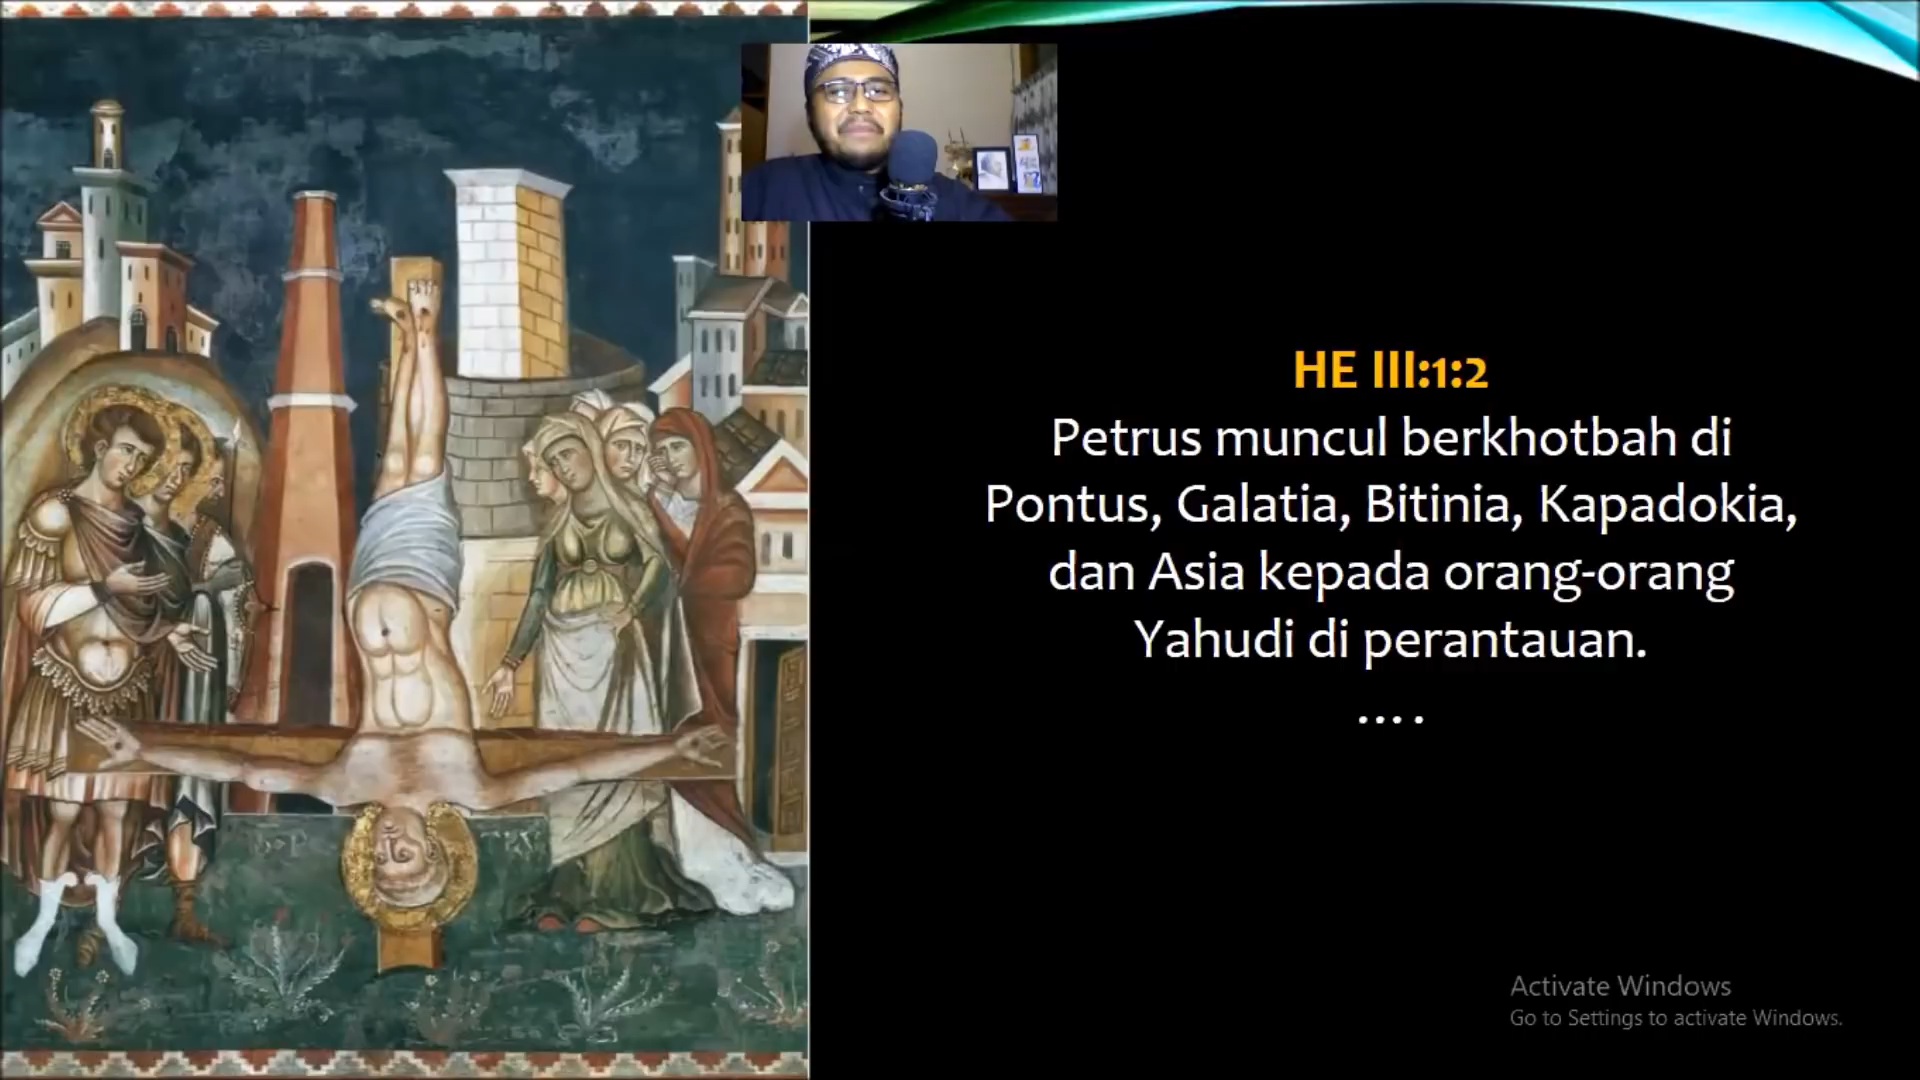 HE III:1:2
Petrus muncul berkhotbah di
Pontus, Galatia, Bitinia, Kapadokia,
dan Asia kepada orang-orang
Yahudi di perantauan.
....
Activate Windows
Go to Settings to activate Windows.